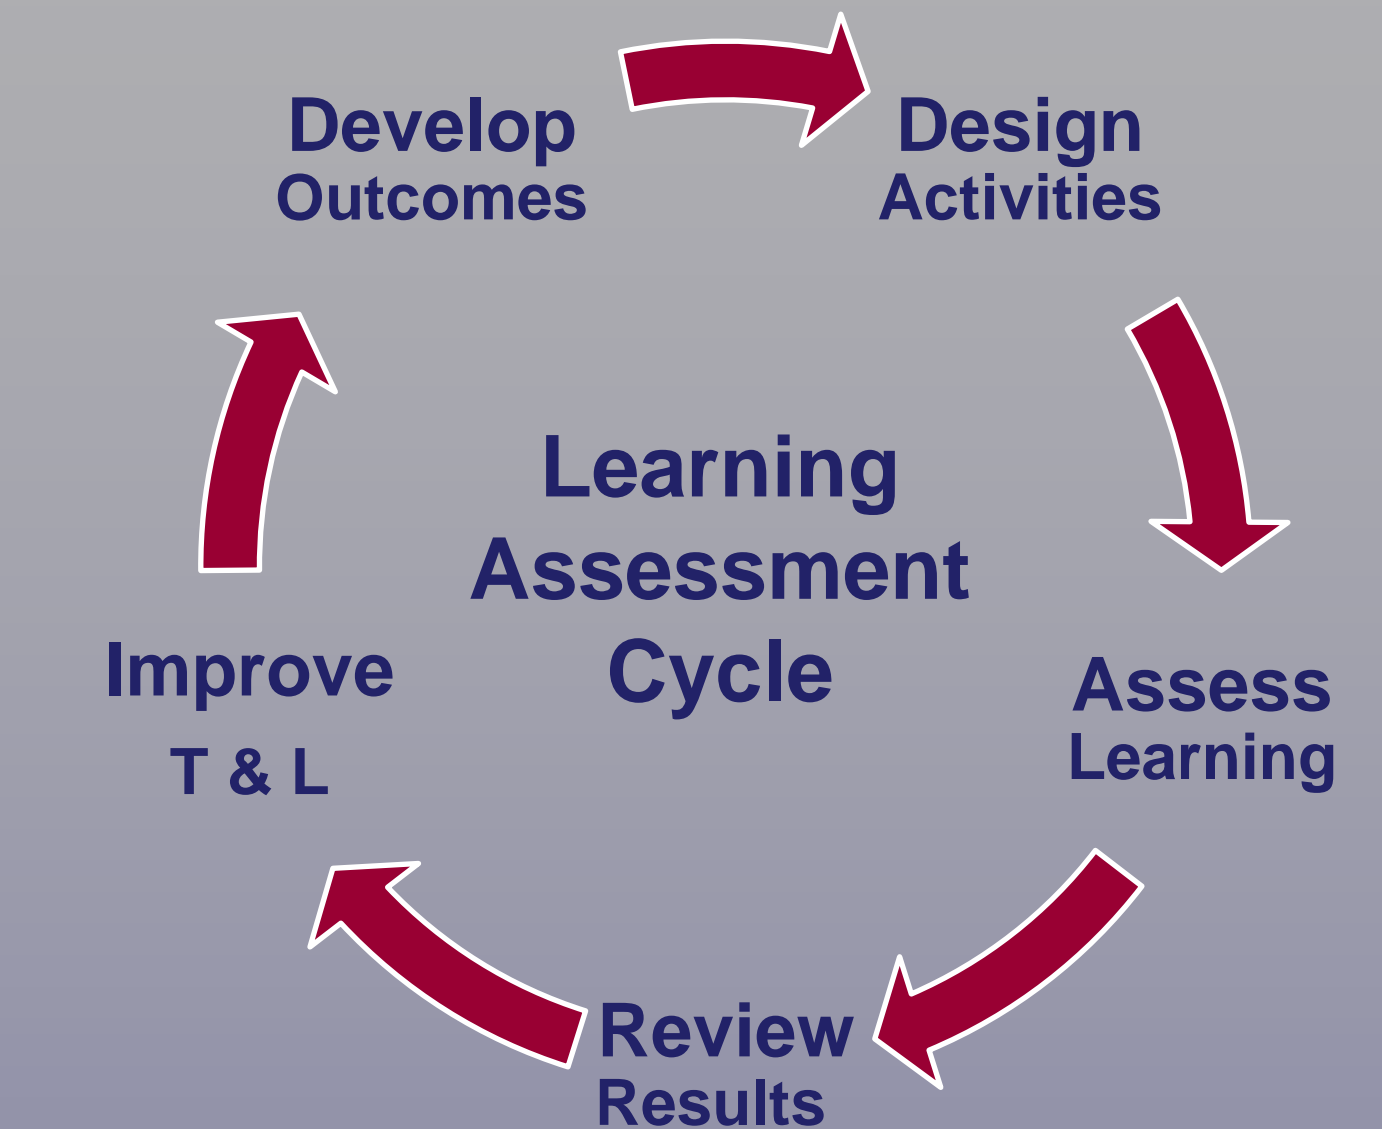 Develop
Outcomes
Design
Activities
Learning
Assessment
Cycle
Assess
Learning
Review
Results
Improve
T & L